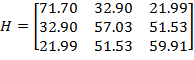 H = [71.70 32.90 21.99
32.90 57.03 51.53
21.99 51.53 59.91]